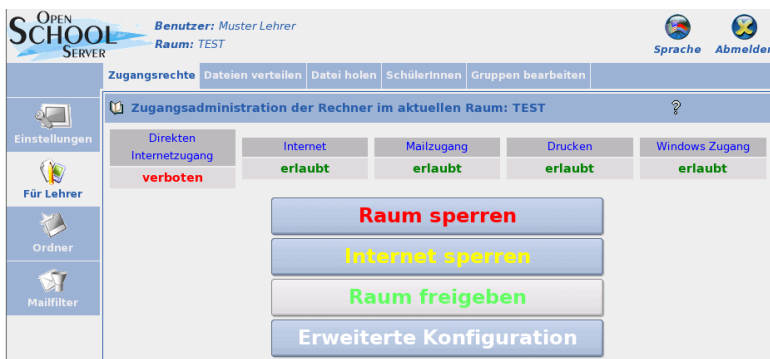 OPEN
SCHOOL
SERVER
Benutzer: Muster Lehrer
Raum: TEST
Sprache
Abmelden
Zugangsrechte Dateien verteilen Datei holen SchülerInnen Gruppen bearbeiten
Zugangsadministration der Rechner im aktuellen Raum: TEST
Einstellungen
Für Lehrer
Ordner
Mailfilter
Direkten
Internetzugang
verboten
Internet
erlaubt
Mailzugang
erlaubt
Drucken
erlaubt
Windows Zugang
erlaubt
Raum sperren
Internet sperren
Raum freigeben
Erweiterte Konfiguration